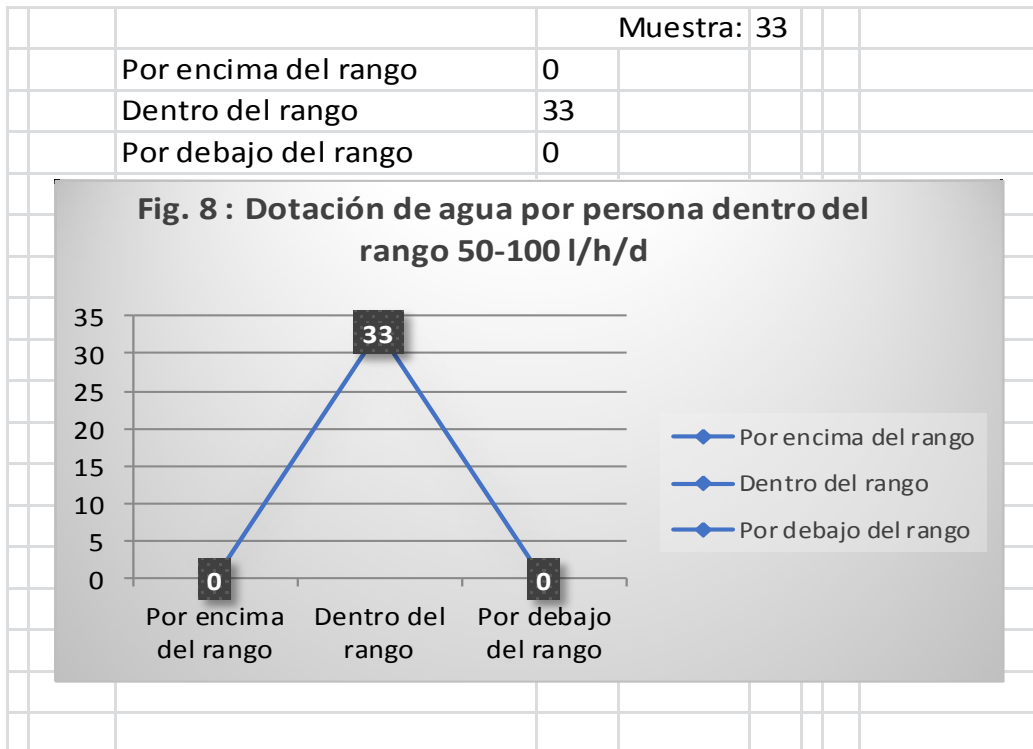 Muestra: 33
Por encima del rango 0
Dentro del rango 33
Por debajo del rango 0
Fig. 8 : Dotación de agua por persona dentro del
rango 50-100 l/h/d
35
30
25
20
15
10
5
0
33
0
0
Por encima del rango
Dentro del rango
Por debajo del rango
Por encima
del rango
Dentro del
rango
Por debajo
del rango